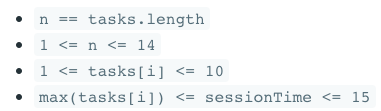 n == tasks.length
1 <= n <= 14
1 <= tasks[i] <= 10
max(tasks[i]) <= sessionTime <= 15